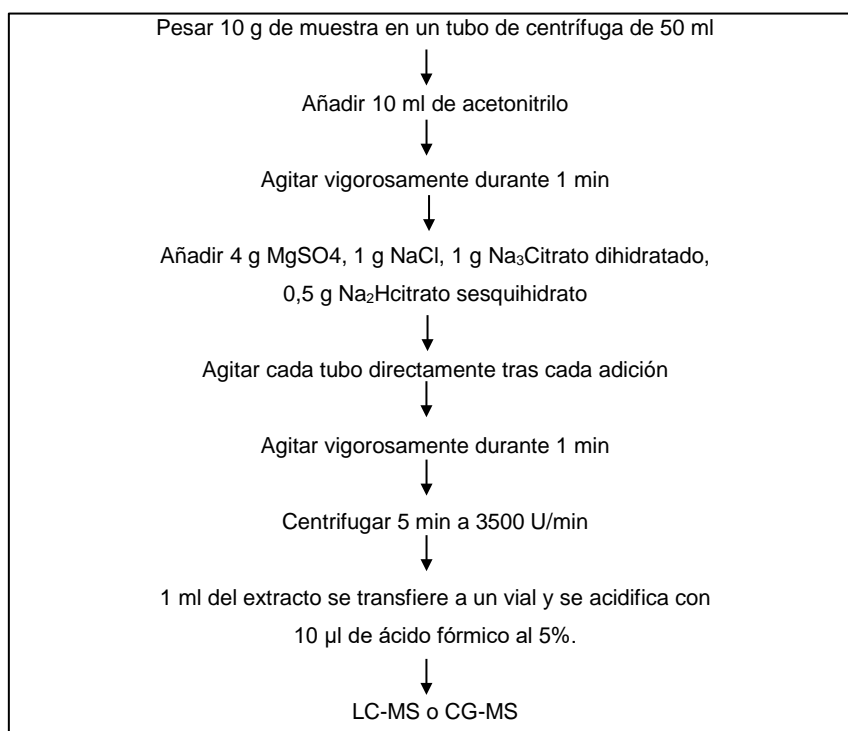 Pesar 10 g de muestra en un tubo de centrífuga de 50 ml
Añadir 10 ml de acetonitrilo
Agitar vigorosamente durante 1 min
Añadir 4 g MgSO4, 1 g NaCl, 1 g Na₃Citrato dihidratado,
0,5 g Na₂Hcitrato sesquihidrato
Agitar cada tubo directamente tras cada adición
Agitar vigorosamente durante 1 min
Centrifugar 5 min a 3500 U/min
1 ml del extracto se transfiere a un vial y se acidifica con
10 µl de ácido fórmico al 5%.
LC-MS o CG-MS